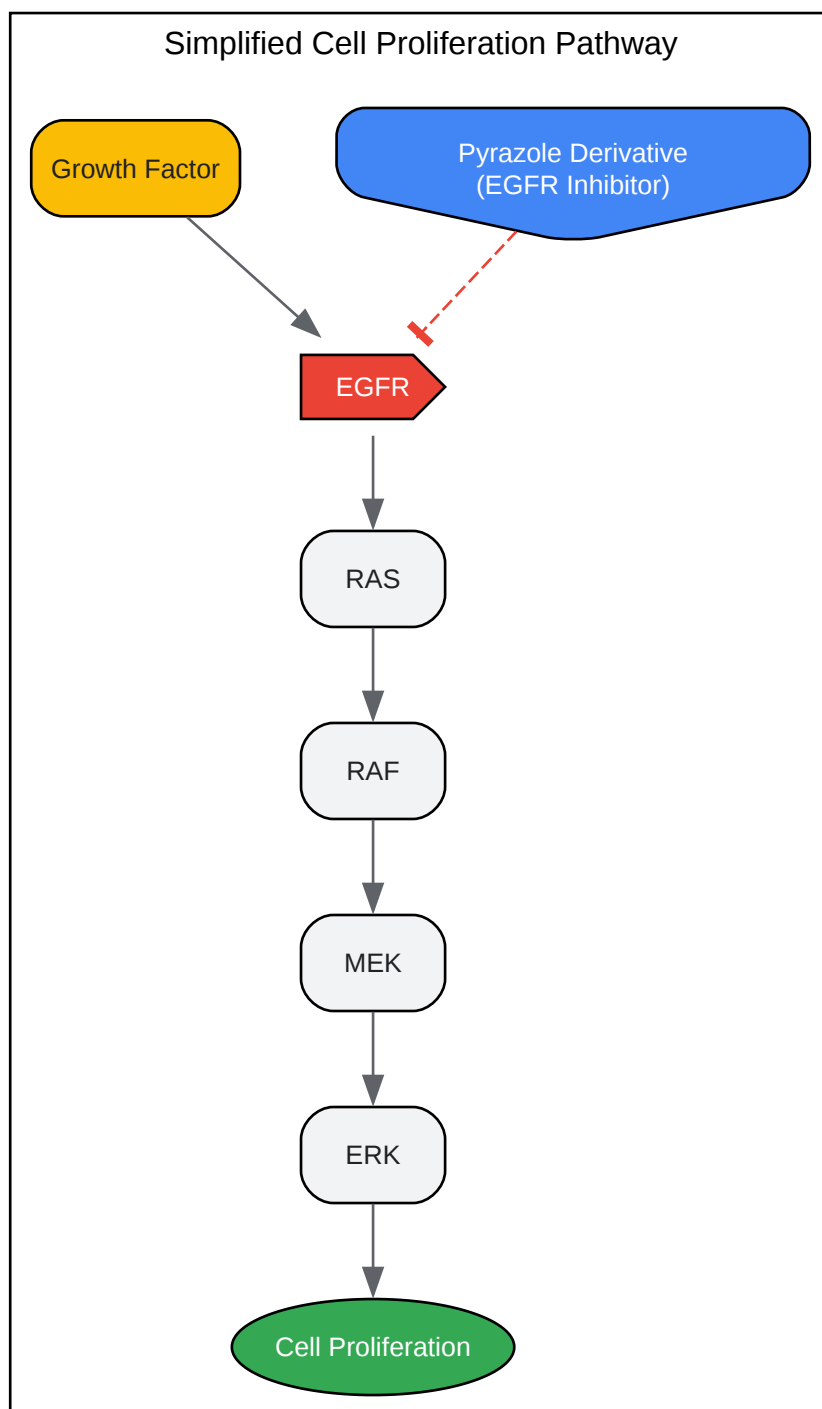 Simplified Cell Proliferation Pathway
Growth Factor
Pyrazole Derivative
(EGFR Inhibitor)
EGFR
RAS
RAF
MEK
ERK
Cell Proliferation